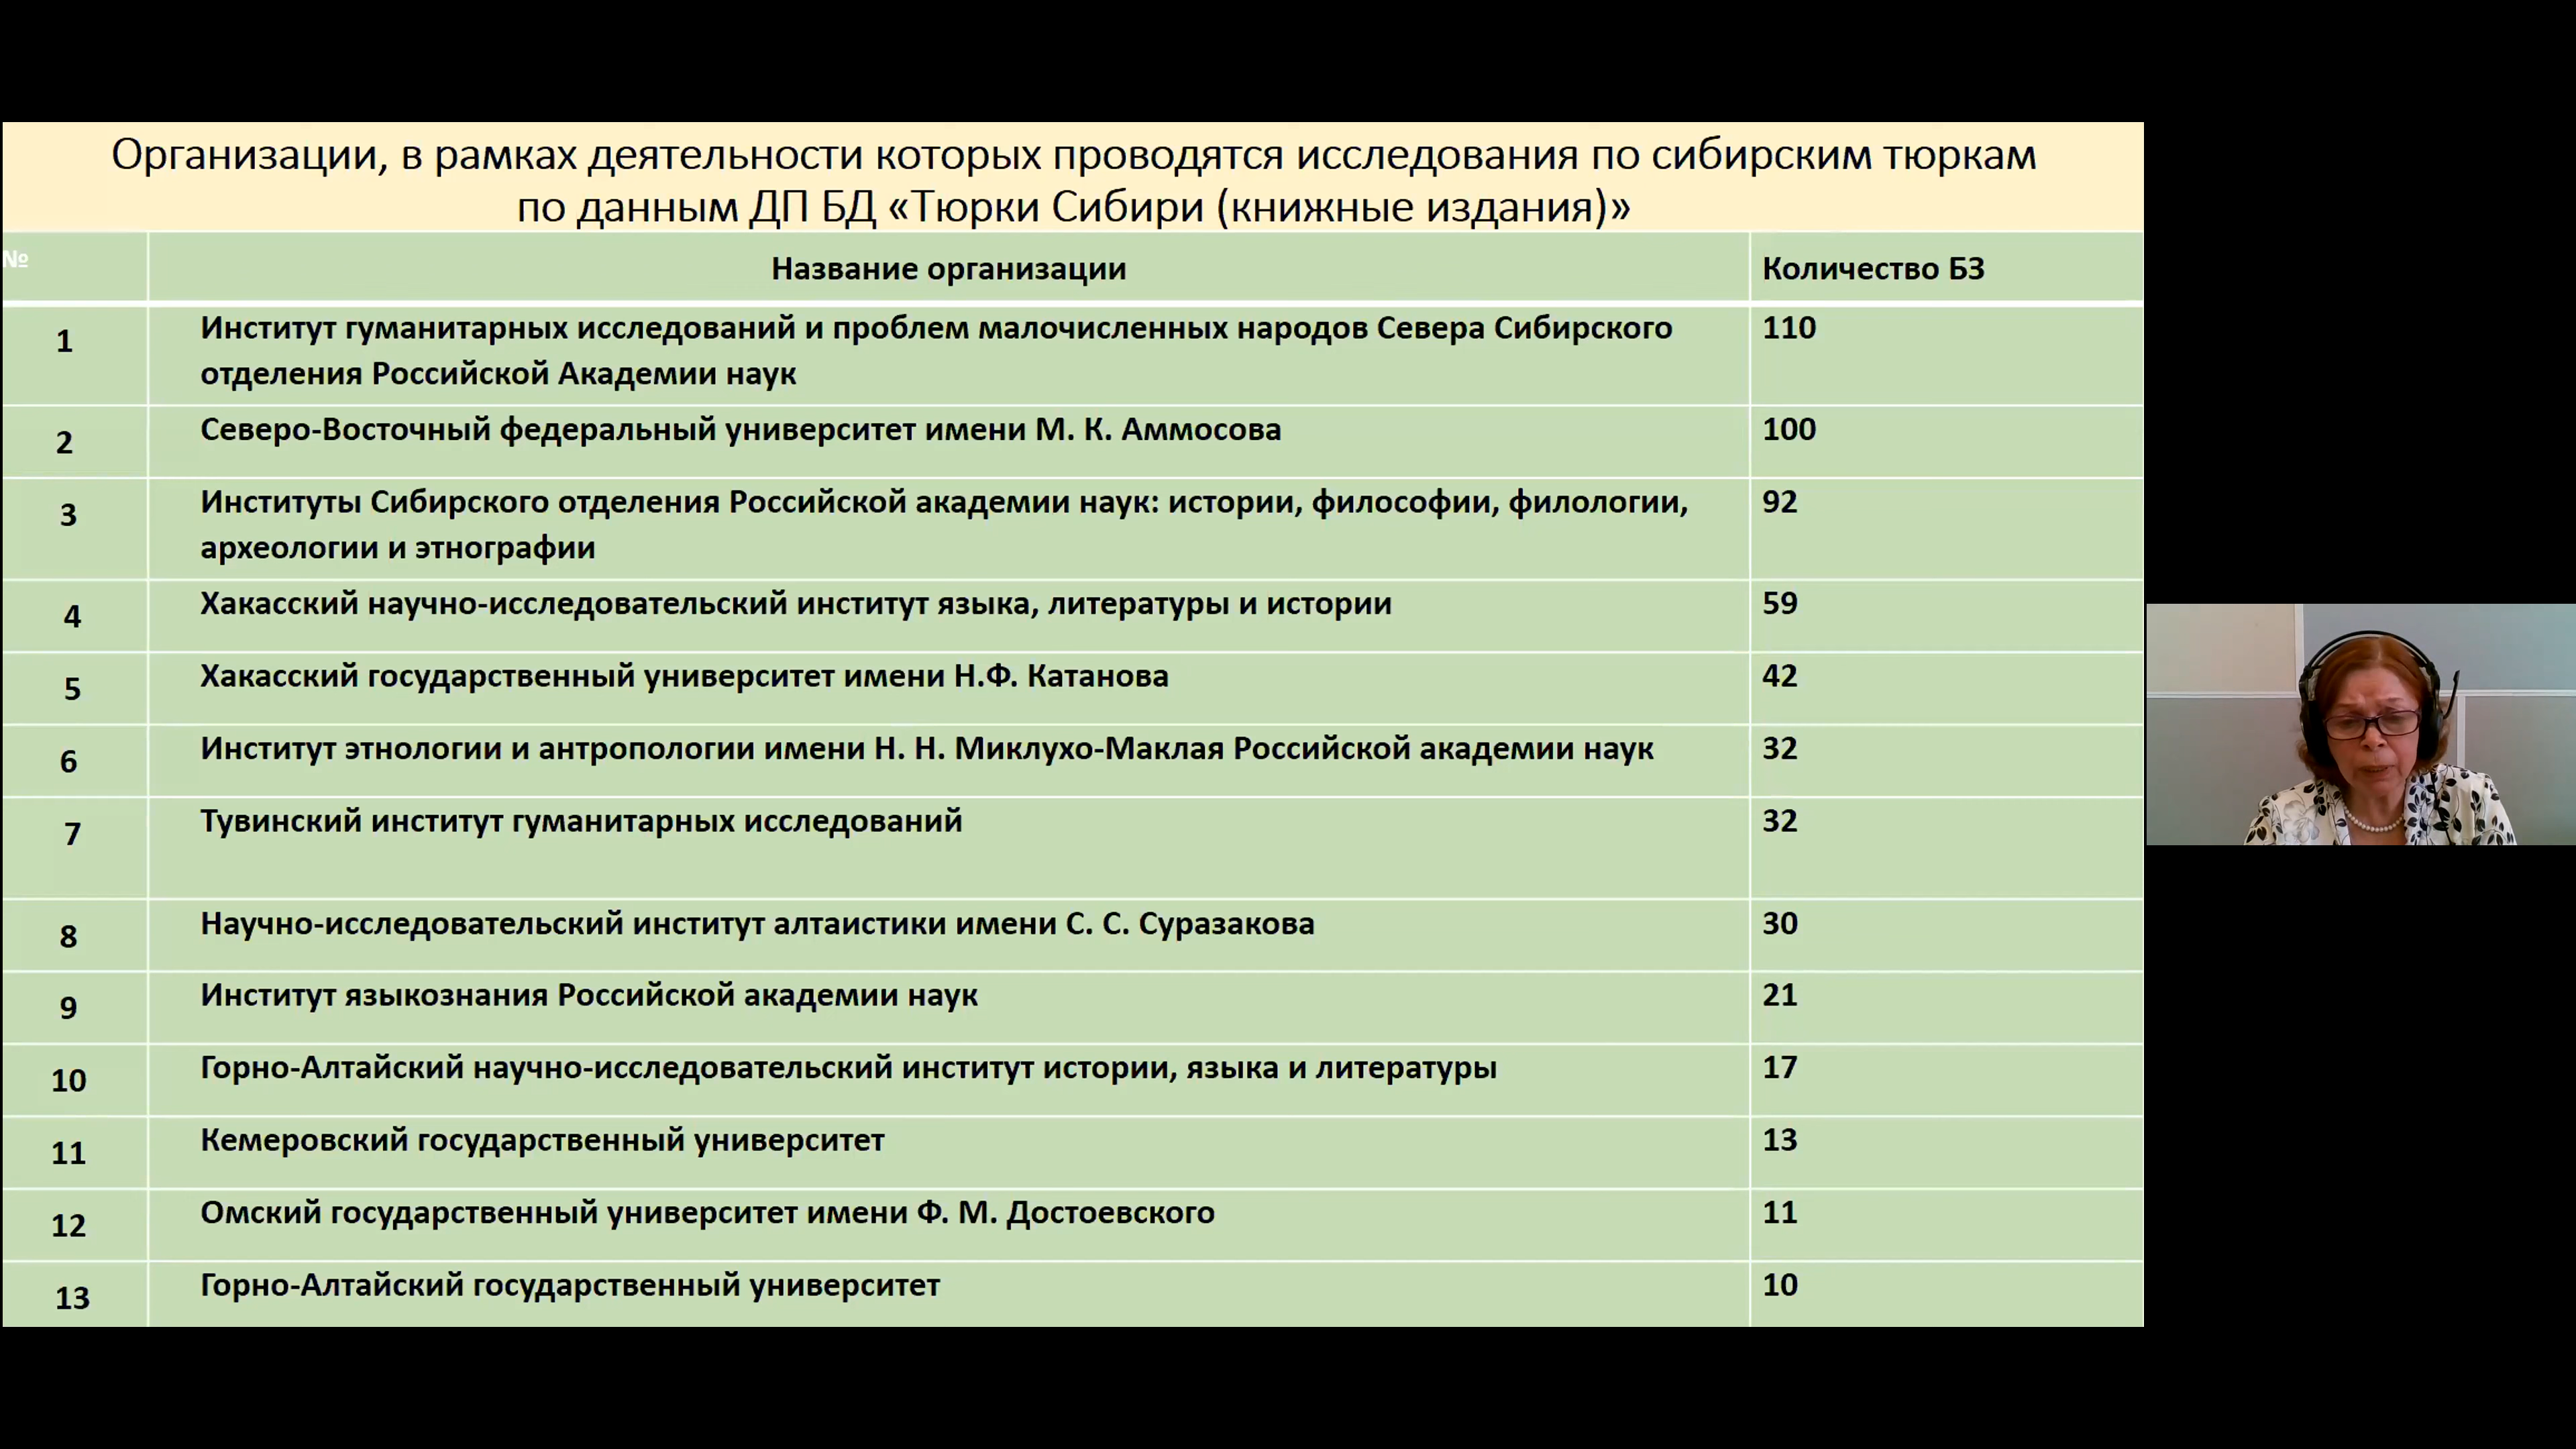 Организации, в рамках деятельности которых проводятся исследования по сибирским тюркам
по данным ДП БД «Тюрки Сибири (книжные издания)»
№ Название организации Количество БЗ
1 Институт гуманитарных исследований и проблем малочисленных народов Севера Сибирского 110
отделения Российской Академии наук
2 Северо-Восточный федеральный университет имени М. К. Аммосова 100
3 Институты Сибирского отделения Российской академии наук: истории, философии, филологии, 92
археологии и этнографии
4 Хакасский научно-исследовательский институт языка, литературы и истории 59
5 Хакасский государственный университет имени Н.Ф. Катанова 42
6 Институт этнологии и антропологии имени Н. Н. Миклухо-Маклая Российской академии наук 32
7 Тувинский институт гуманитарных исследований 32
8 Научно-исследовательский институт алтаистики имени С. С. Суразакова 30
9 Институт языкознания Российской академии наук 21
10 Горно-Алтайский научно-исследовательский институт истории, языка и литературы 17
11 Кемеровский государственный университет 13
12 Омский государственный университет имени Ф. М. Достоевского 11
13 Горно-Алтайский государственный университет 10